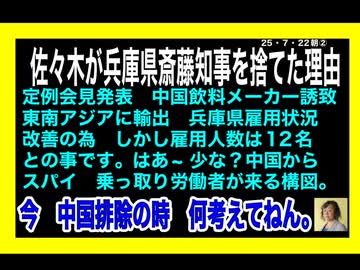 25・7・22朝②
佐々木が兵庫県斎藤知事を捨てた理由
定例会見発表　中国飲料メーカー誘致
東南アジアに輸出　兵庫県雇用状況
改善の為　しかし雇用人数は12名
との事です。はあ~ 少な？中国から
スパイ　乗っ取り労働者が来る構図。
今　中国排除の時　何考えてねん。